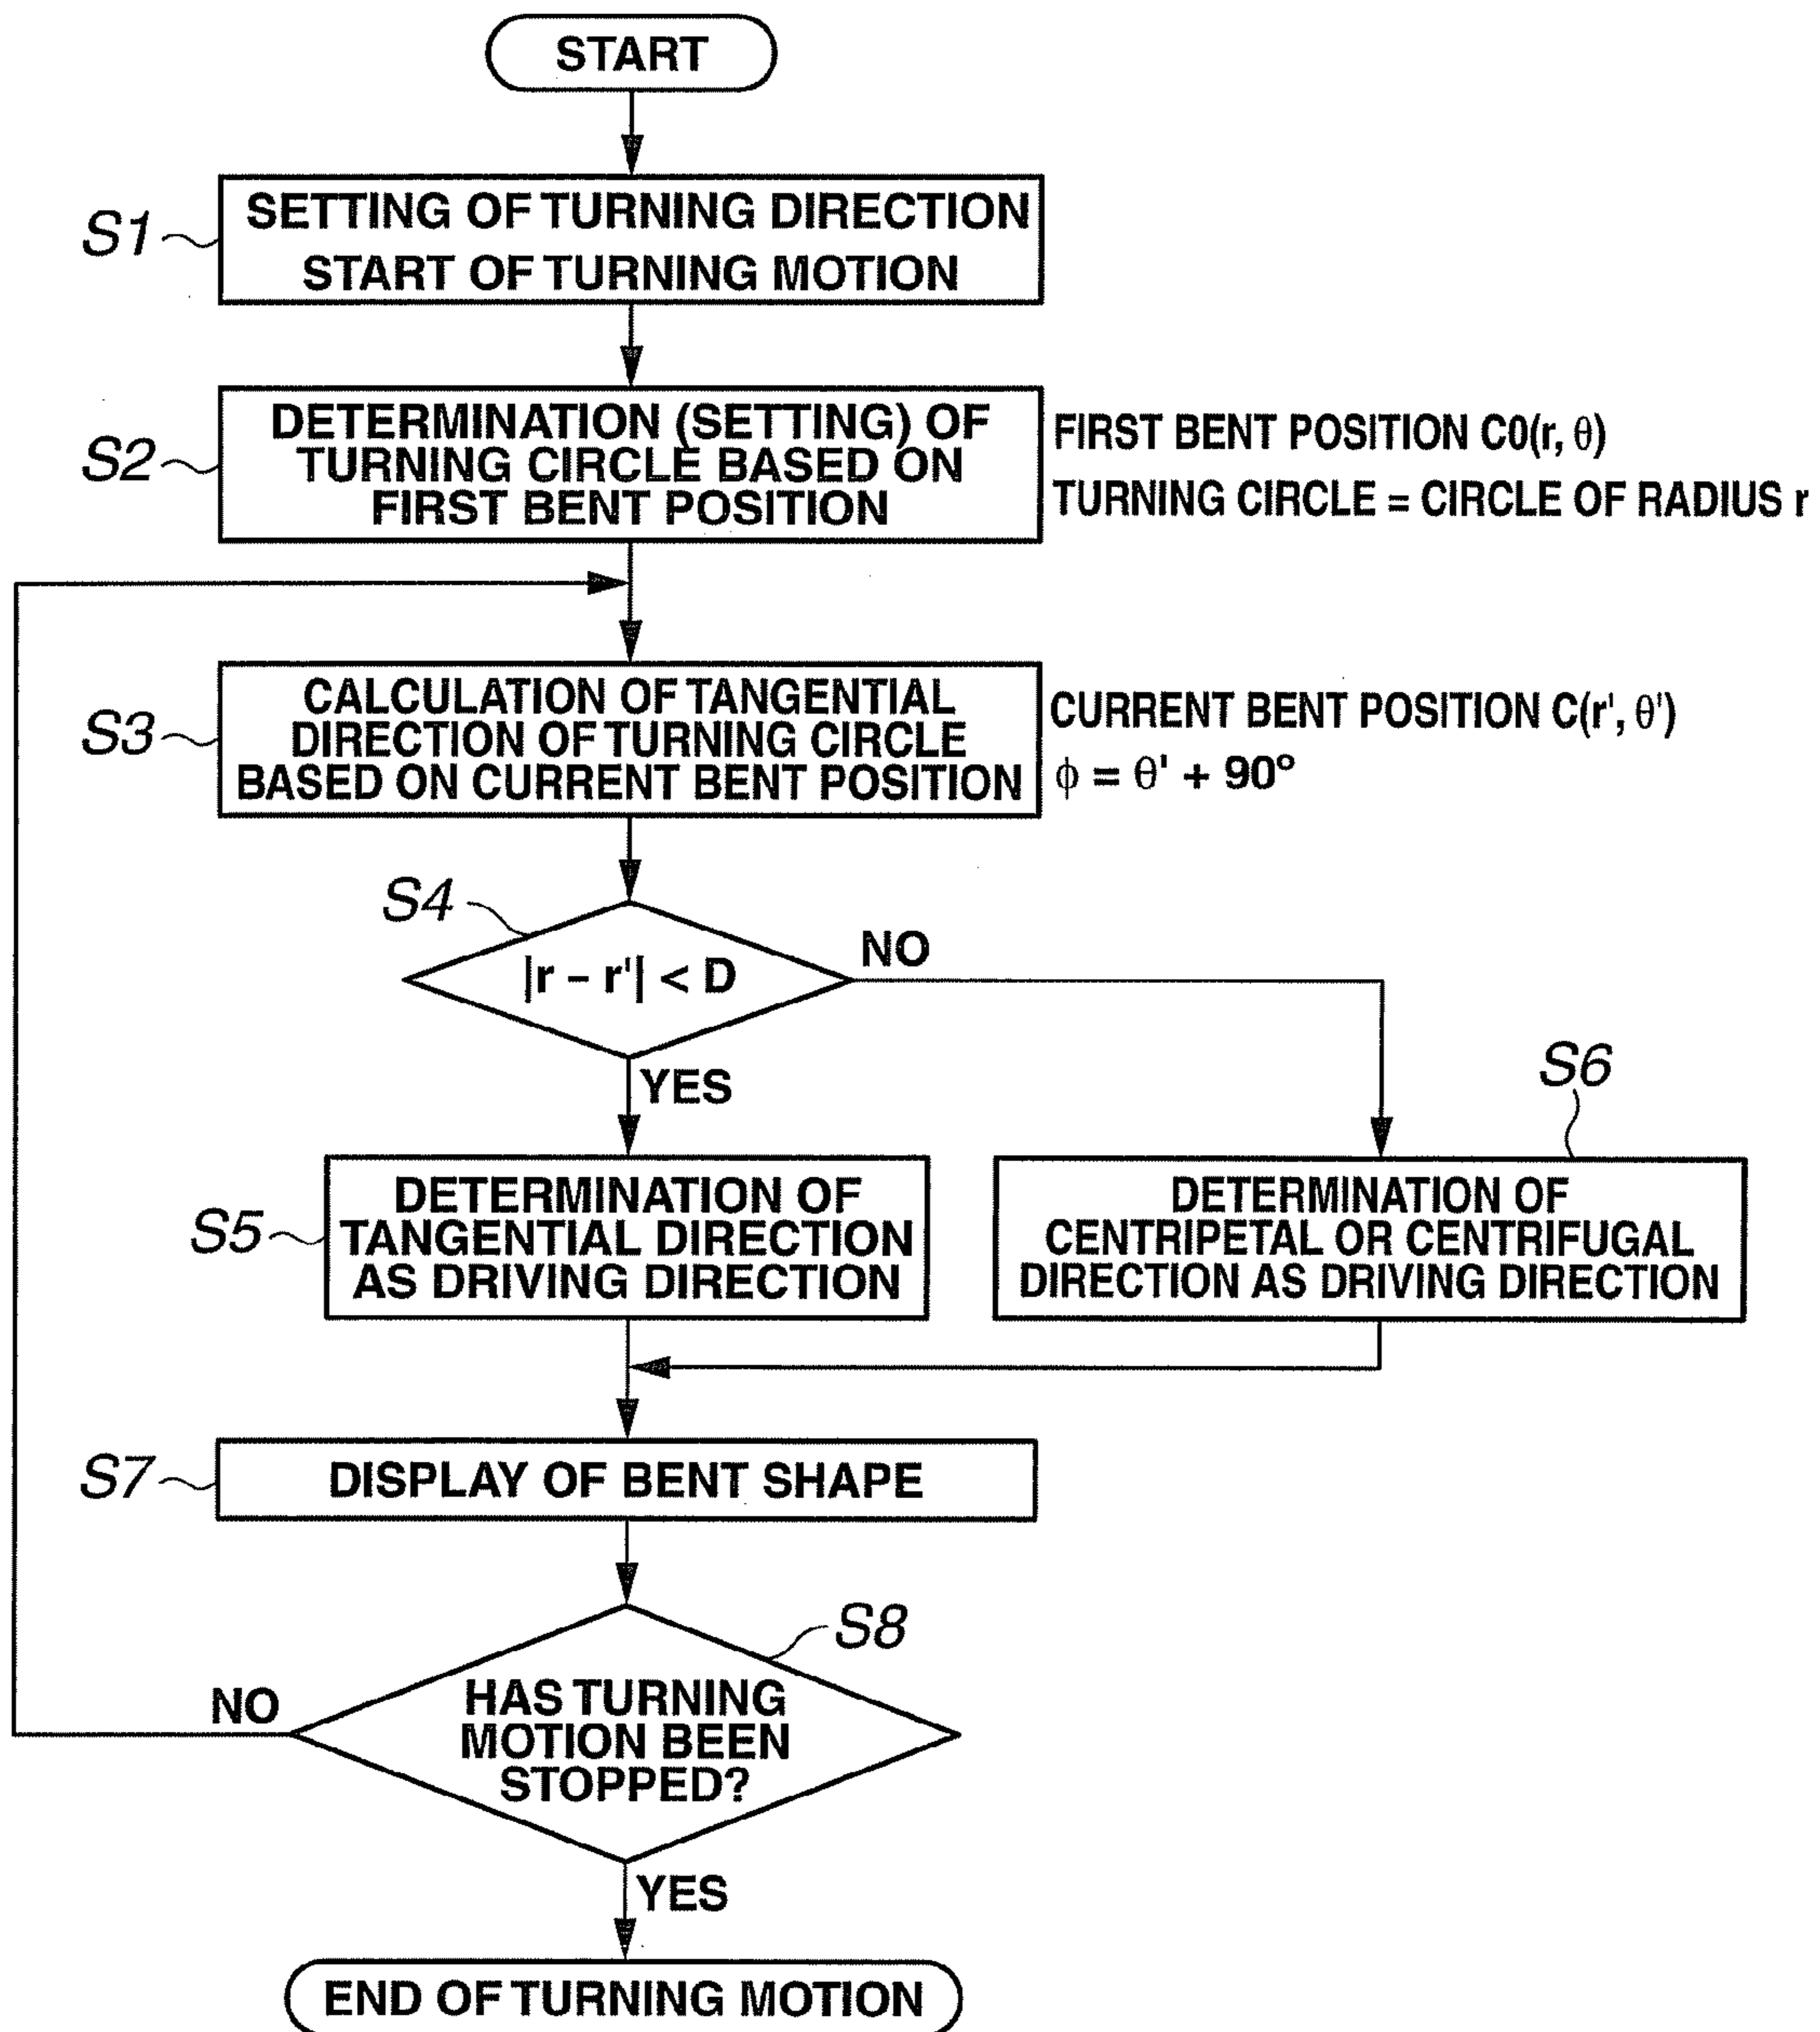 START
S1
SETTING OF TURNING DIRECTION
START OF TURNING MOTION
S2
DETERMINATION (SETTING) OF
TURNING CIRCLE BASED ON
FIRST BENT POSITION
FIRST BENT POSITION C0(r, θ)
TURNING CIRCLE = CIRCLE OF RADIUS r
S3
CALCULATION OF TANGENTIAL
DIRECTION OF TURNING CIRCLE
BASED ON CURRENT BENT POSITION
CURRENT BENT POSITION C(r', θ')
ϕ = θ' + 90°
S4
|r – r'| < D
NO
YES
S5
DETERMINATION OF
TANGENTIAL DIRECTION
AS DRIVING DIRECTION
S6
DETERMINATION OF
CENTRIPETAL OR CENTRIFUGAL
DIRECTION AS DRIVING DIRECTION
S7
DISPLAY OF BENT SHAPE
S8
HAS TURNING
MOTION BEEN
STOPPED?
NO
YES
END OF TURNING MOTION